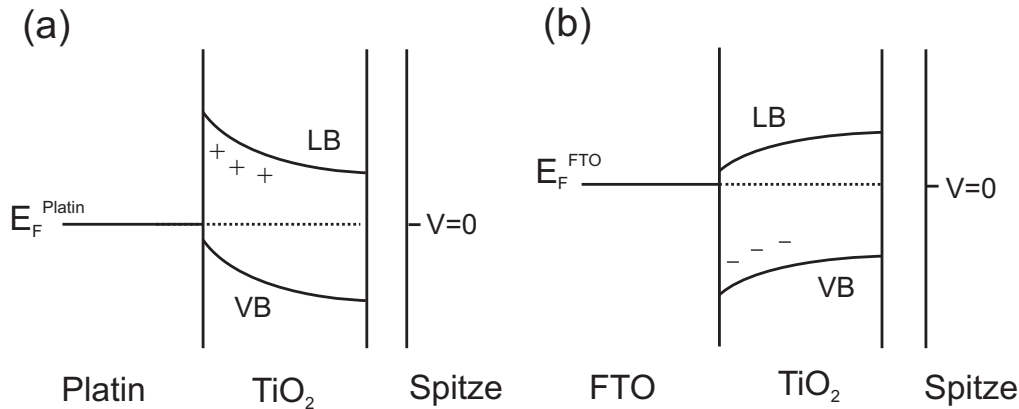 (a)
LB
+ + +
E_F^Platin
V=0
VB
Platin TiO₂ Spitze
(b)
LB
E_F^FTO
V=0
− − −
VB
FTO TiO₂ Spitze